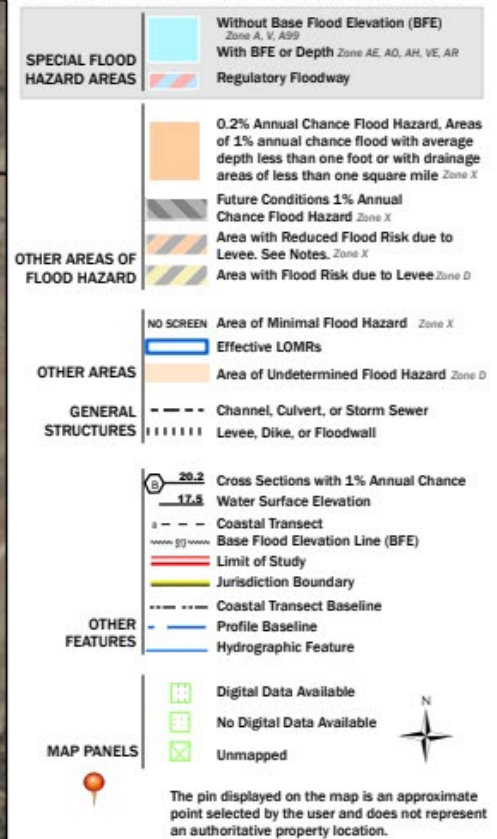 SPECIAL FLOOD
HAZARD AREAS
Without Base Flood Elevation (BFE)
Zone A, V, A99
With BFE or Depth Zone AE, AO, AH, VE, AR
Regulatory Floodway
OTHER AREAS OF
FLOOD HAZARD
0.2% Annual Chance Flood Hazard, Areas
of 1% annual chance flood with average
depth less than one foot or with drainage
areas of less than one square mile Zone X
Future Conditions 1% Annual
Chance Flood Hazard Zone X
Area with Reduced Flood Risk due to
Levee. See Notes. Zone X
Area with Flood Risk due to Levee Zone D
OTHER AREAS
NO SCREEN Area of Minimal Flood Hazard Zone X
Effective LOMRs
Area of Undetermined Flood Hazard Zone D
GENERAL
STRUCTURES
Channel, Culvert, or Storm Sewer
Levee, Dike, or Floodwall
OTHER
FEATURES
B 20.2 Cross Sections with 1% Annual Chance
17.5 Water Surface Elevation
8 Coastal Transect
513 Base Flood Elevation Line (BFE)
Limit of Study
Jurisdiction Boundary
Coastal Transect Baseline
Profile Baseline
Hydrographic Feature
MAP PANELS
Digital Data Available
No Digital Data Available
Unmapped
N
The pin displayed on the map is an approximate
point selected by the user and does not represent
an authoritative property location.